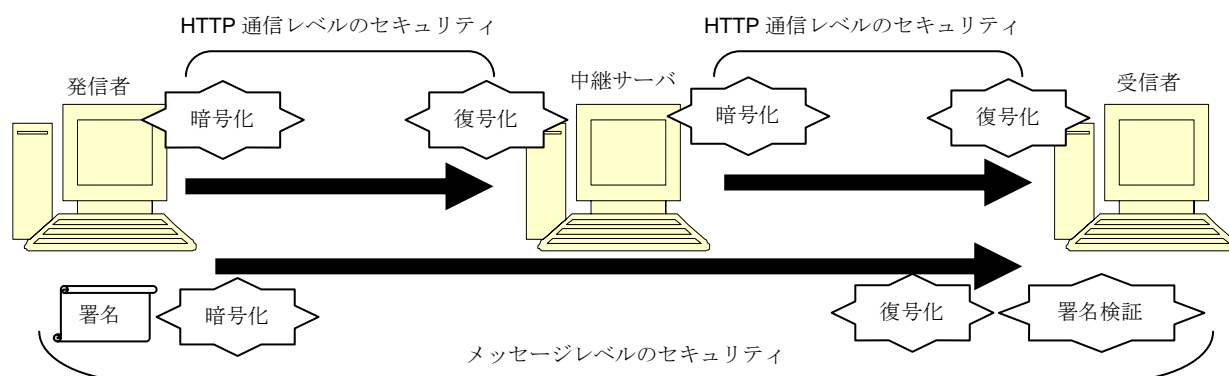 HTTP 通信レベルのセキュリティ
HTTP 通信レベルのセキュリティ
発信者
中継サーバ
受信者
暗号化
復号化
暗号化
復号化
署名
暗号化
復号化
署名検証
メッセージレベルのセキュリティ